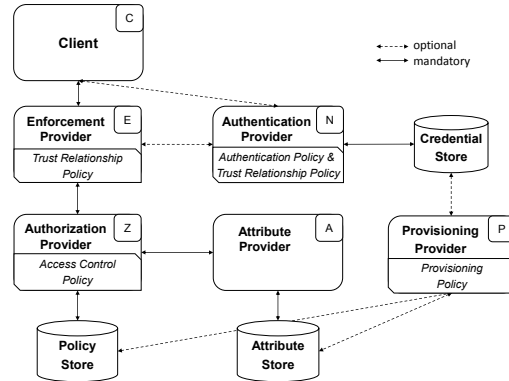 C
Client
optional
mandatory
E
Enforcement
Provider
Trust Relationship
Policy
N
Authentication
Provider
Authentication Policy &
Trust Relationship Policy
Credential
Store
Z
Authorization
Provider
Access Control
Policy
A
Attribute
Provider
P
Provisioning
Provider
Provisioning
Policy
Policy
Store
Attribute
Store